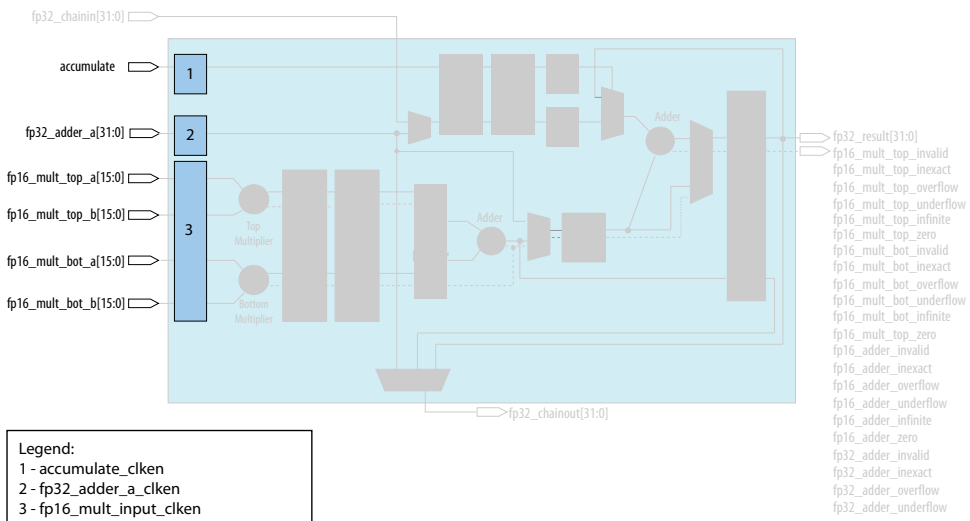 fp32_chainin[31:0]
accumulate
1
fp32_adder_a[31:0]
2
fp16_mult_top_a[15:0]
fp16_mult_top_b[15:0]
3
fp16_mult_bot_a[15:0]
fp16_mult_bot_b[15:0]
Top
Multiplier
Bottom
Multiplier
Adder
Adder
fp32_result[31:0]
fp16_mult_top_invalid
fp16_mult_top_inexact
fp16_mult_top_overflow
fp16_mult_top_underflow
fp16_mult_top_infinite
fp16_mult_top_zero
fp16_mult_bot_invalid
fp16_mult_bot_inexact
fp16_mult_bot_overflow
fp16_mult_bot_underflow
fp16_mult_bot_infinite
fp16_mult_top_zero
fp16_adder_invalid
fp16_adder_inexact
fp16_adder_overflow
fp16_adder_underflow
fp16_adder_infinite
fp16_adder_zero
fp32_adder_invalid
fp32_adder_inexact
fp32_adder_overflow
fp32_adder_underflow
fp32_chainout[31:0]
Legend:
1 - accumulate_clken
2 - fp32_adder_a_clken
3 - fp16_mult_input_clken